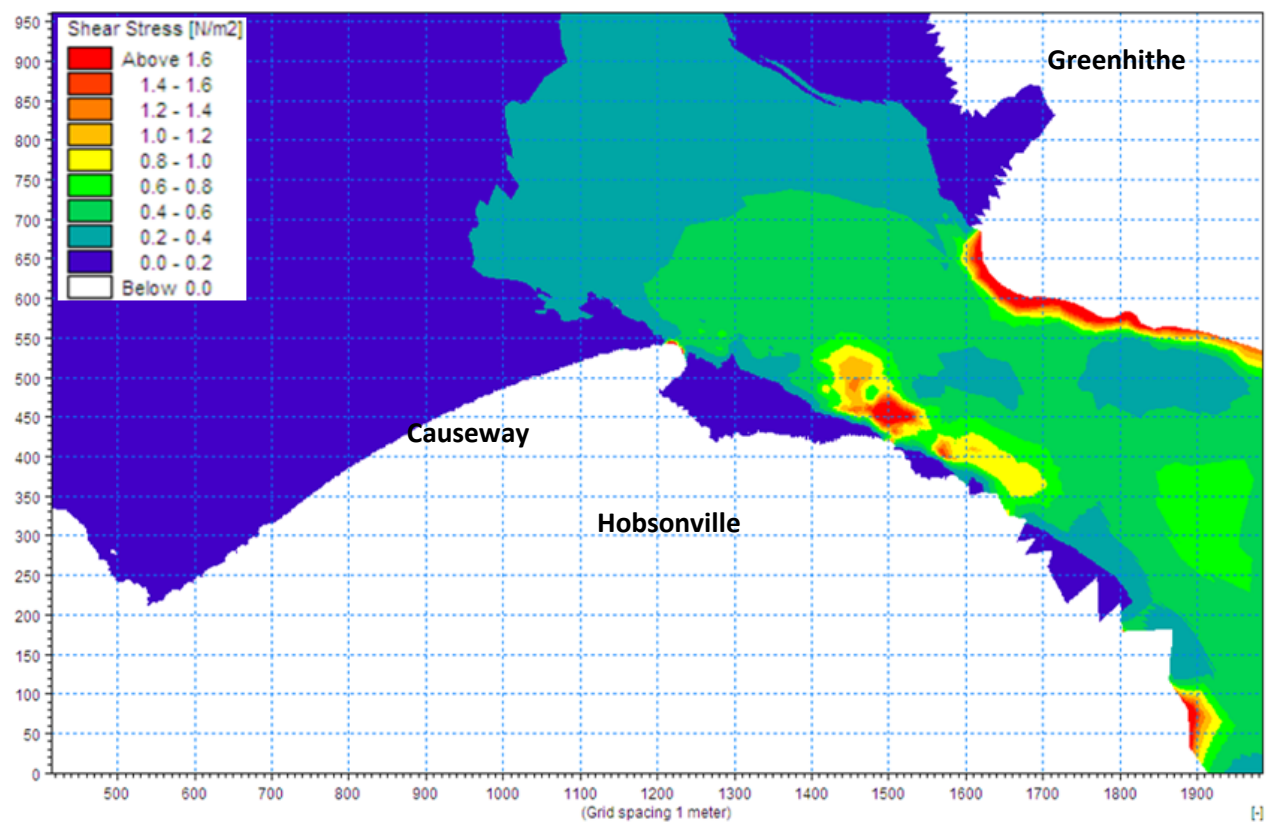 Shear Stress [N/m2]
Above 1.6
1.4 - 1.6
1.2 - 1.4
1.0 - 1.2
0.8 - 1.0
0.6 - 0.8
0.4 - 0.6
0.2 - 0.4
0.0 - 0.2
Below 0.0
Greenhithe
Causeway
Hobsonville
950
900
850
800
750
700
650
600
550
500
450
400
350
300
250
200
150
100
50
0
500 600 700 800 900 1000 1100 1200 1300 1400 1500 1600 1700 1800 1900
(Grid spacing 1 meter) [-]